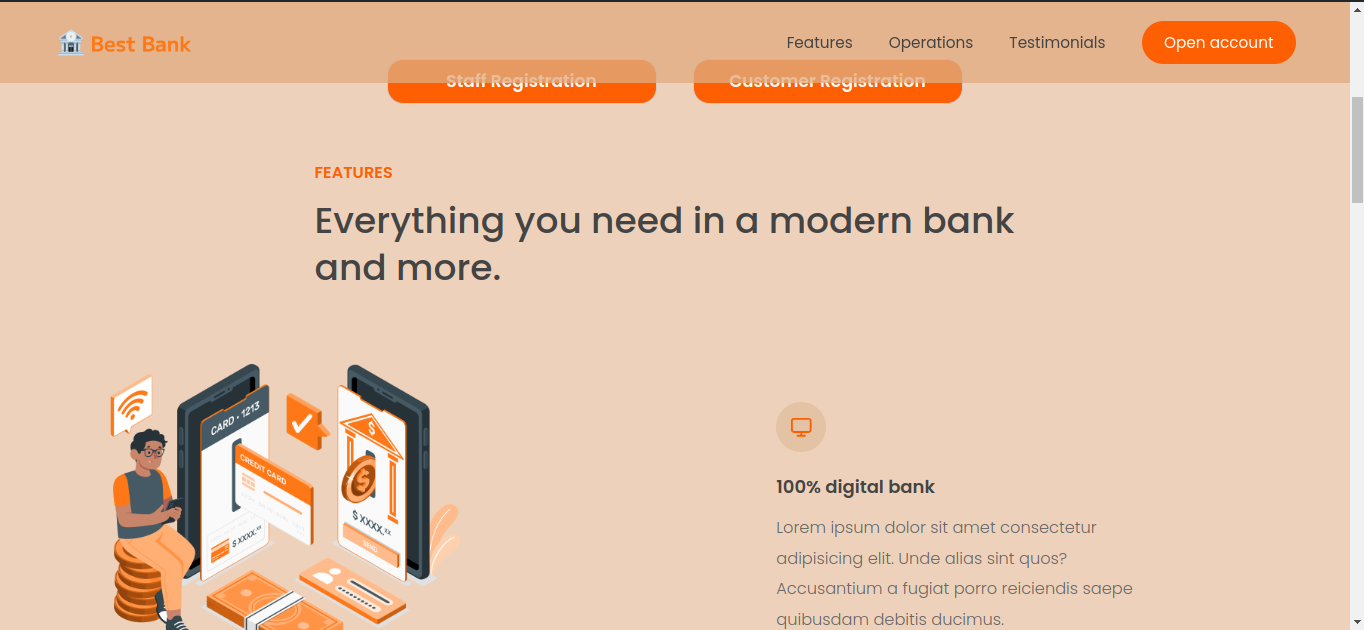 Best Bank
Features
Operations
Testimonials
Open account
Staff Registration
Customer Registration
FEATURES
Everything you need in a modern bank
and more.
CARD · 1213
CREDIT CARD
$ XXXX.xx
$ XXXX.xx
SEND
100% digital bank
Lorem ipsum dolor sit amet consectetur
adipisicing elit. Unde alias sint quos?
Accusantium a fugiat porro reiciendis saepe
quibusdam debitis ducimus.